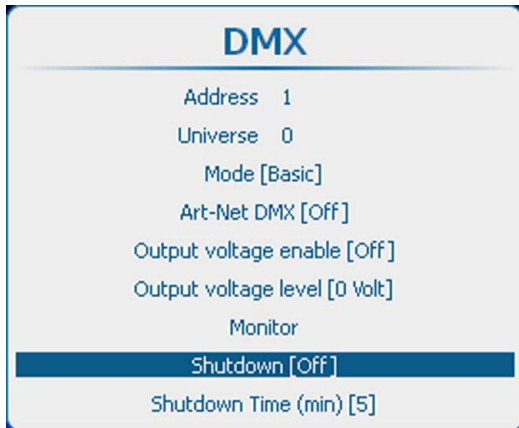 DMX
Address 1
Universe 0
Mode [Basic]
Art-Net DMX [Off]
Output voltage enable [Off]
Output voltage level [0 Volt]
Monitor
Shutdown [Off]
Shutdown Time (min) [5]